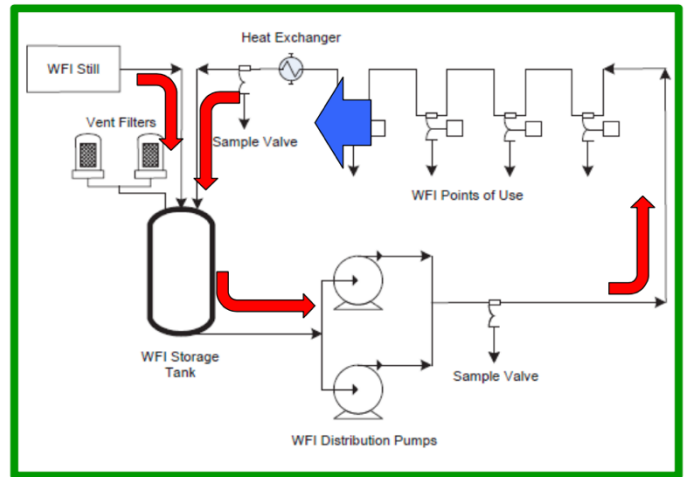 Heat Exchanger
WFI Still
Vent Filters
Sample Valve
WFI Points of Use
WFI Storage
Tank
Sample Valve
WFI Distribution Pumps